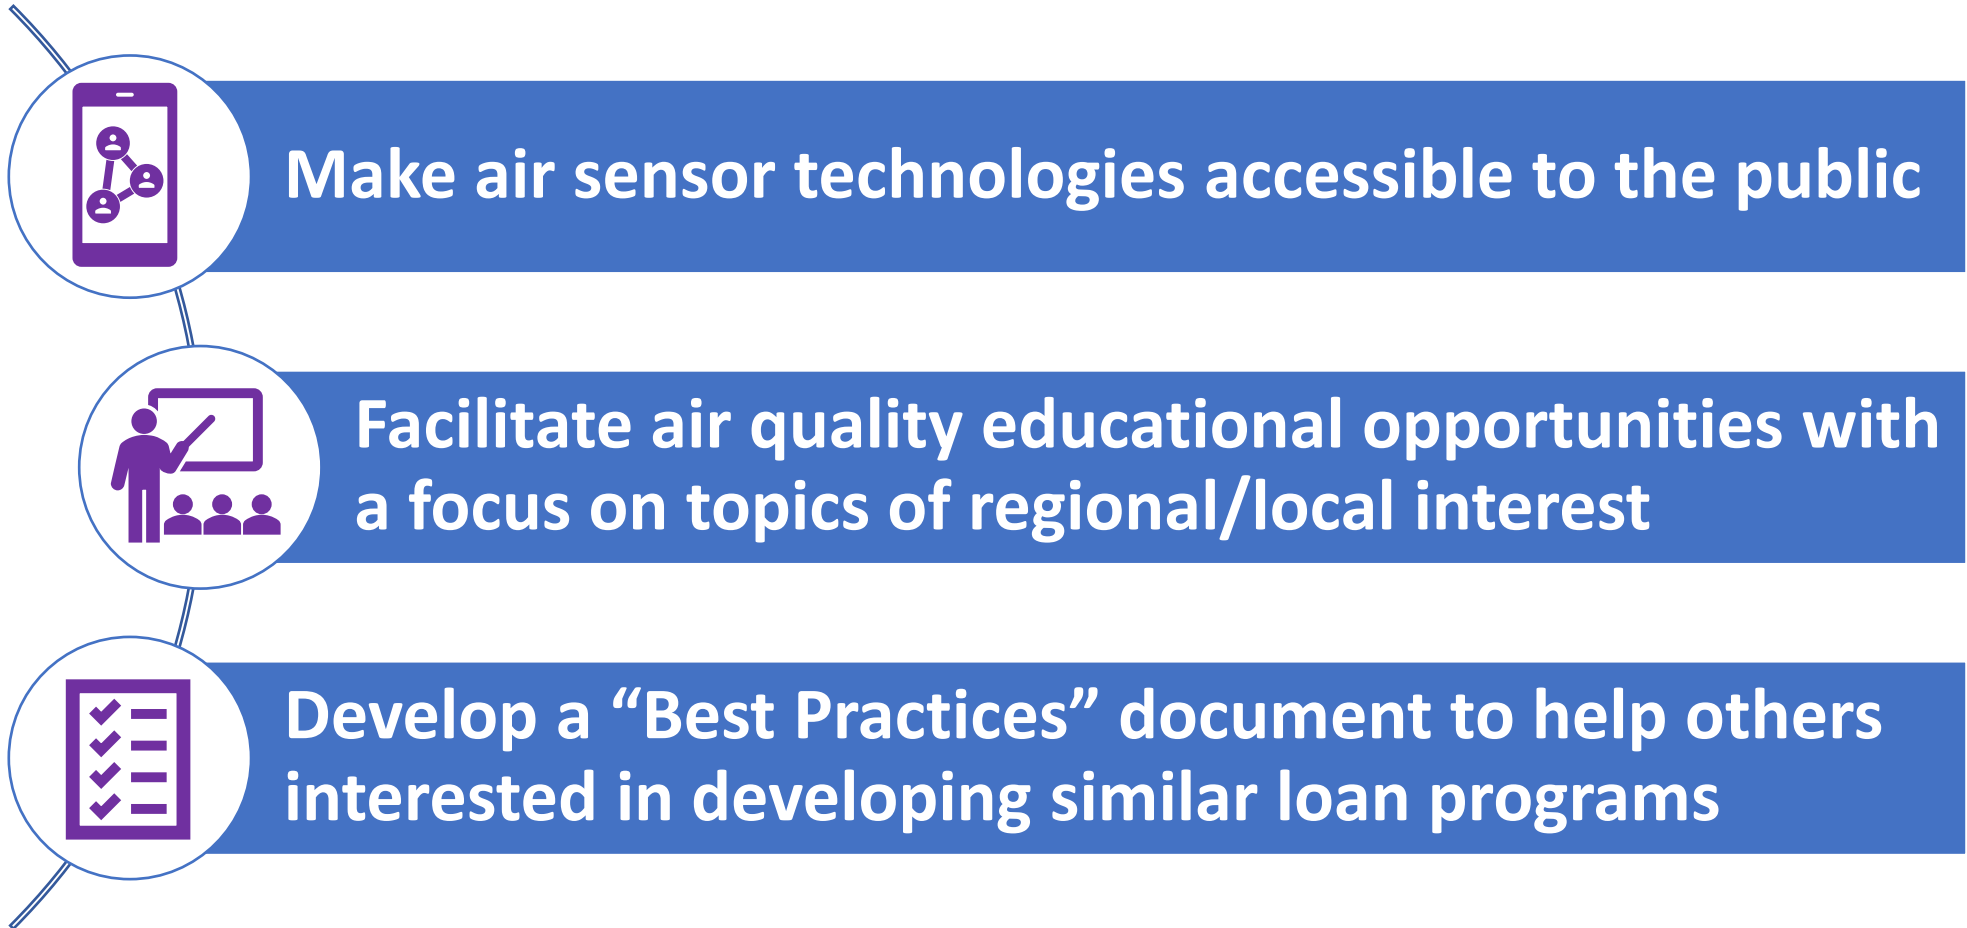 Make air sensor technologies accessible to the public
Facilitate air quality educational opportunities with
a focus on topics of regional/local interest
Develop a “Best Practices” document to help others
interested in developing similar loan programs